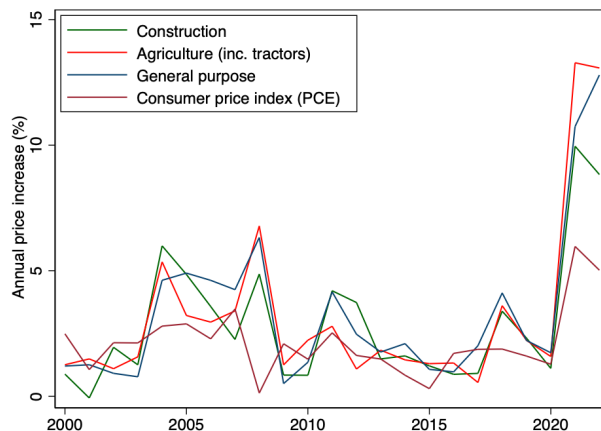 Construction
Agriculture (inc. tractors)
General purpose
Consumer price index (PCE)
Annual price increase (%)
15
10
5
0
2000 2005 2010 2015 2020